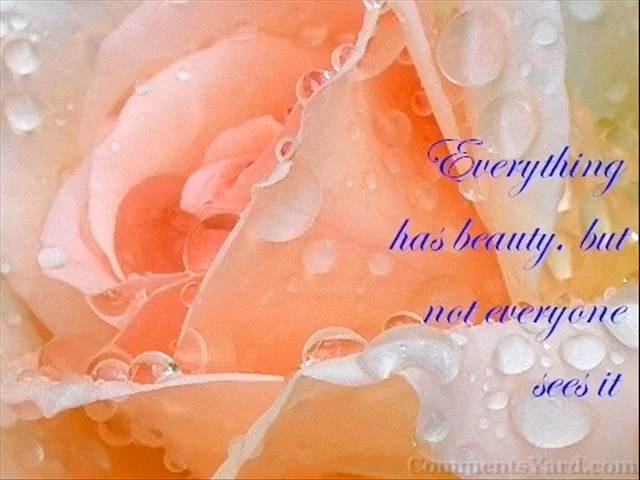 Everything
has beauty, but
not everyone
sees it
CommentsYard.com